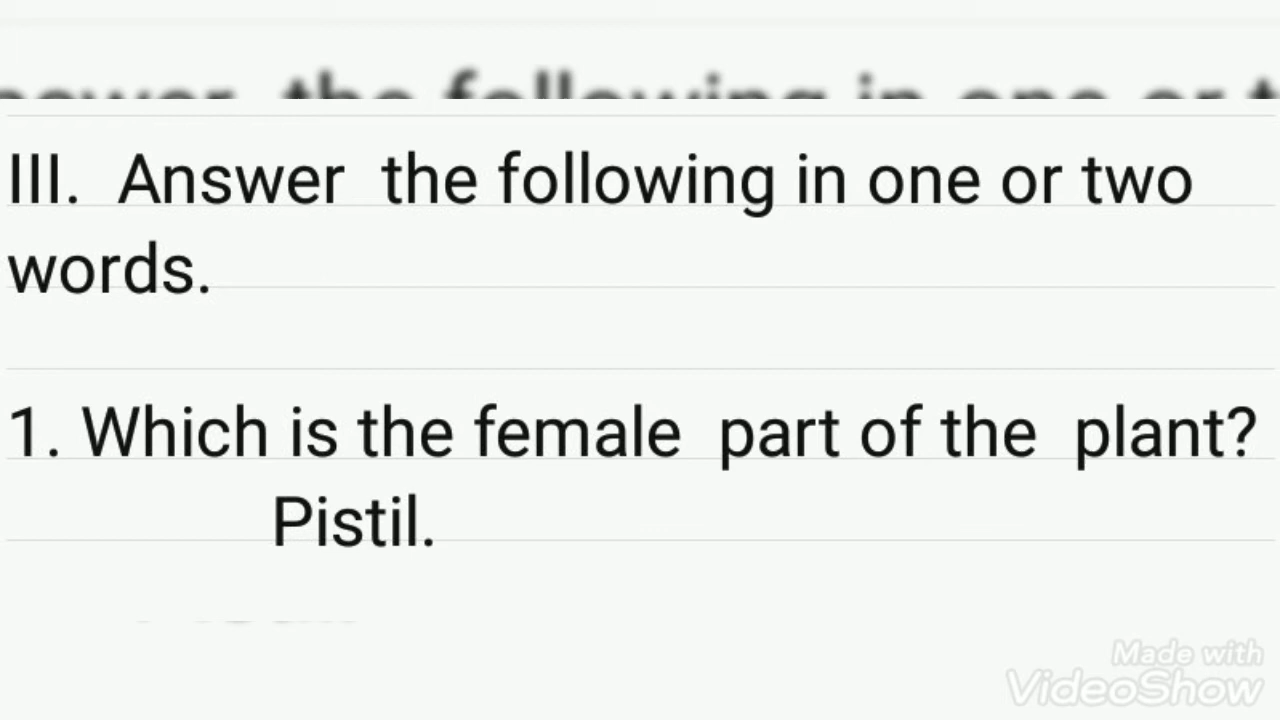 III. Answer the following in one or two
words.
1. Which is the female part of the plant?
Pistil.
Made with
VideoShow